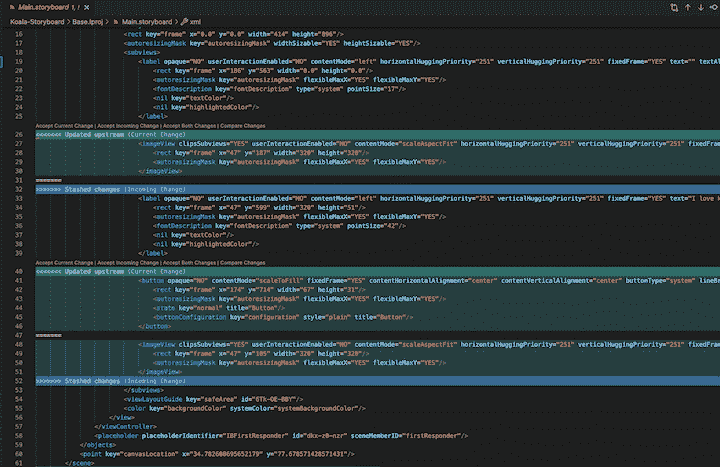 Main.storyboard 1, !
Koala-Storyboard > Base.lproj > Main.storyboard > xml
16 <rect key="frame" x="0.0" y="0.0" width="414" height="896"/>
17 <autoresizingMask key="autoresizingMask" widthSizable="YES" heightSizable="YES"/>
18 <subviews>
19 <label opaque="NO" userInteractionEnabled="NO" contentMode="left" horizontalHuggingPriority="251" verticalHuggingPriority="251" fixedFrame="YES" text="" textAl
20 <rect key="frame" x="186" y="563" width="0.0" height="0.0"/>
21 <autoresizingMask key="autoresizingMask" flexibleMaxX="YES" flexibleMaxY="YES"/>
22 <fontDescription key="fontDescription" type="system" pointSize="17"/>
23 <nil key="textColor"/>
24 <nil key="highlightedColor"/>
25 </label>
Accept Current Change | Accept Incoming Change | Accept Both Changes | Compare Changes
26 <<<<<<< Updated upstream (Current Change)
27 <imageView clipsSubviews="YES" userInteractionEnabled="NO" contentMode="scaleAspectFit" horizontalHuggingPriority="251" verticalHuggingPriority="251" fixedFram
28 <rect key="frame" x="47" y="187" width="320" height="320"/>
29 <autoresizingMask key="autoresizingMask" flexibleMaxX="YES" flexibleMaxY="YES"/>
30 </imageView>
31 =======
32 >>>>>>> Stashed changes (Incoming Change)
33 <label opaque="NO" userInteractionEnabled="NO" contentMode="left" horizontalHuggingPriority="251" verticalHuggingPriority="251" fixedFrame="YES" text="I love k
34 <rect key="frame" x="47" y="599" width="320" height="51"/>
35 <autoresizingMask key="autoresizingMask" flexibleMaxX="YES" flexibleMaxY="YES"/>
36 <fontDescription key="fontDescription" type="system" pointSize="42"/>
37 <nil key="textColor"/>
38 <nil key="highlightedColor"/>
39 </label>
Accept Current Change | Accept Incoming Change | Accept Both Changes | Compare Changes
40 <<<<<<< Updated upstream (Current Change)
41 <button opaque="NO" contentMode="scaleToFill" fixedFrame="YES" contentHorizontalAlignment="center" contentVerticalAlignment="center" buttonType="system" lineBr
42 <rect key="frame" x="174" y="714" width="67" height="31"/>
43 <autoresizingMask key="autoresizingMask" flexibleMaxX="YES" flexibleMaxY="YES"/>
44 <state key="normal" title="Button"/>
45 <buttonConfiguration key="configuration" style="plain" title="Button"/>
46 </button>
47 =======
48 <imageView clipsSubviews="YES" userInteractionEnabled="NO" contentMode="scaleAspectFit" horizontalHuggingPriority="251" verticalHuggingPriority="251" fixedFram
49 <rect key="frame" x="47" y="185" width="320" height="320"/>
50 <autoresizingMask key="autoresizingMask" flexibleMaxX="YES" flexibleMaxY="YES"/>
51 </imageView>
52 >>>>>>> Stashed changes (Incoming Change)
53 </subviews>
54 <viewLayoutGuide key="safeArea" id="6Tk-OE-BBY"/>
55 <color key="backgroundColor" systemColor="systemBackgroundColor"/>
56 </view>
57 </viewController>
58 <placeholder placeholderIdentifier="IBFirstResponder" id="dkx-z0-nzr" sceneMemberID="firstResponder"/>
59 </objects>
60 <point key="canvasLocation" x="34.782608695652179" y="77.678571428571431"/>
61 </scene>